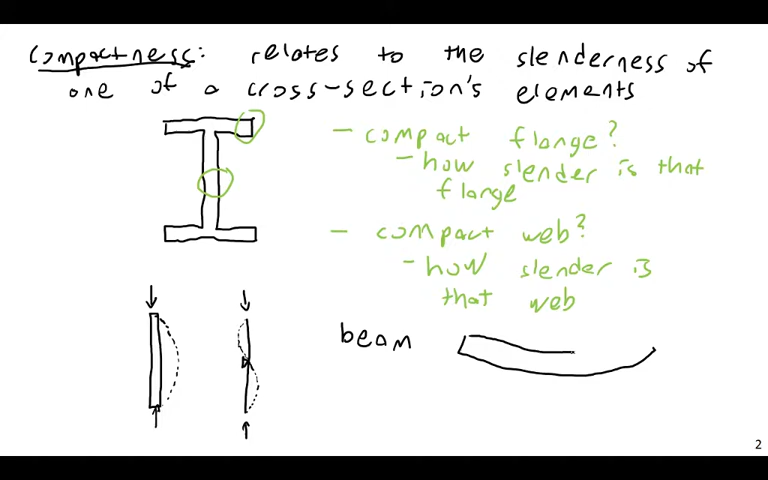 compactness: relates to the slenderness of
one of a cross-section's elements
- compact flange?
- how slender is that
flange
- compact web?
- how slender is
that web
beam
2